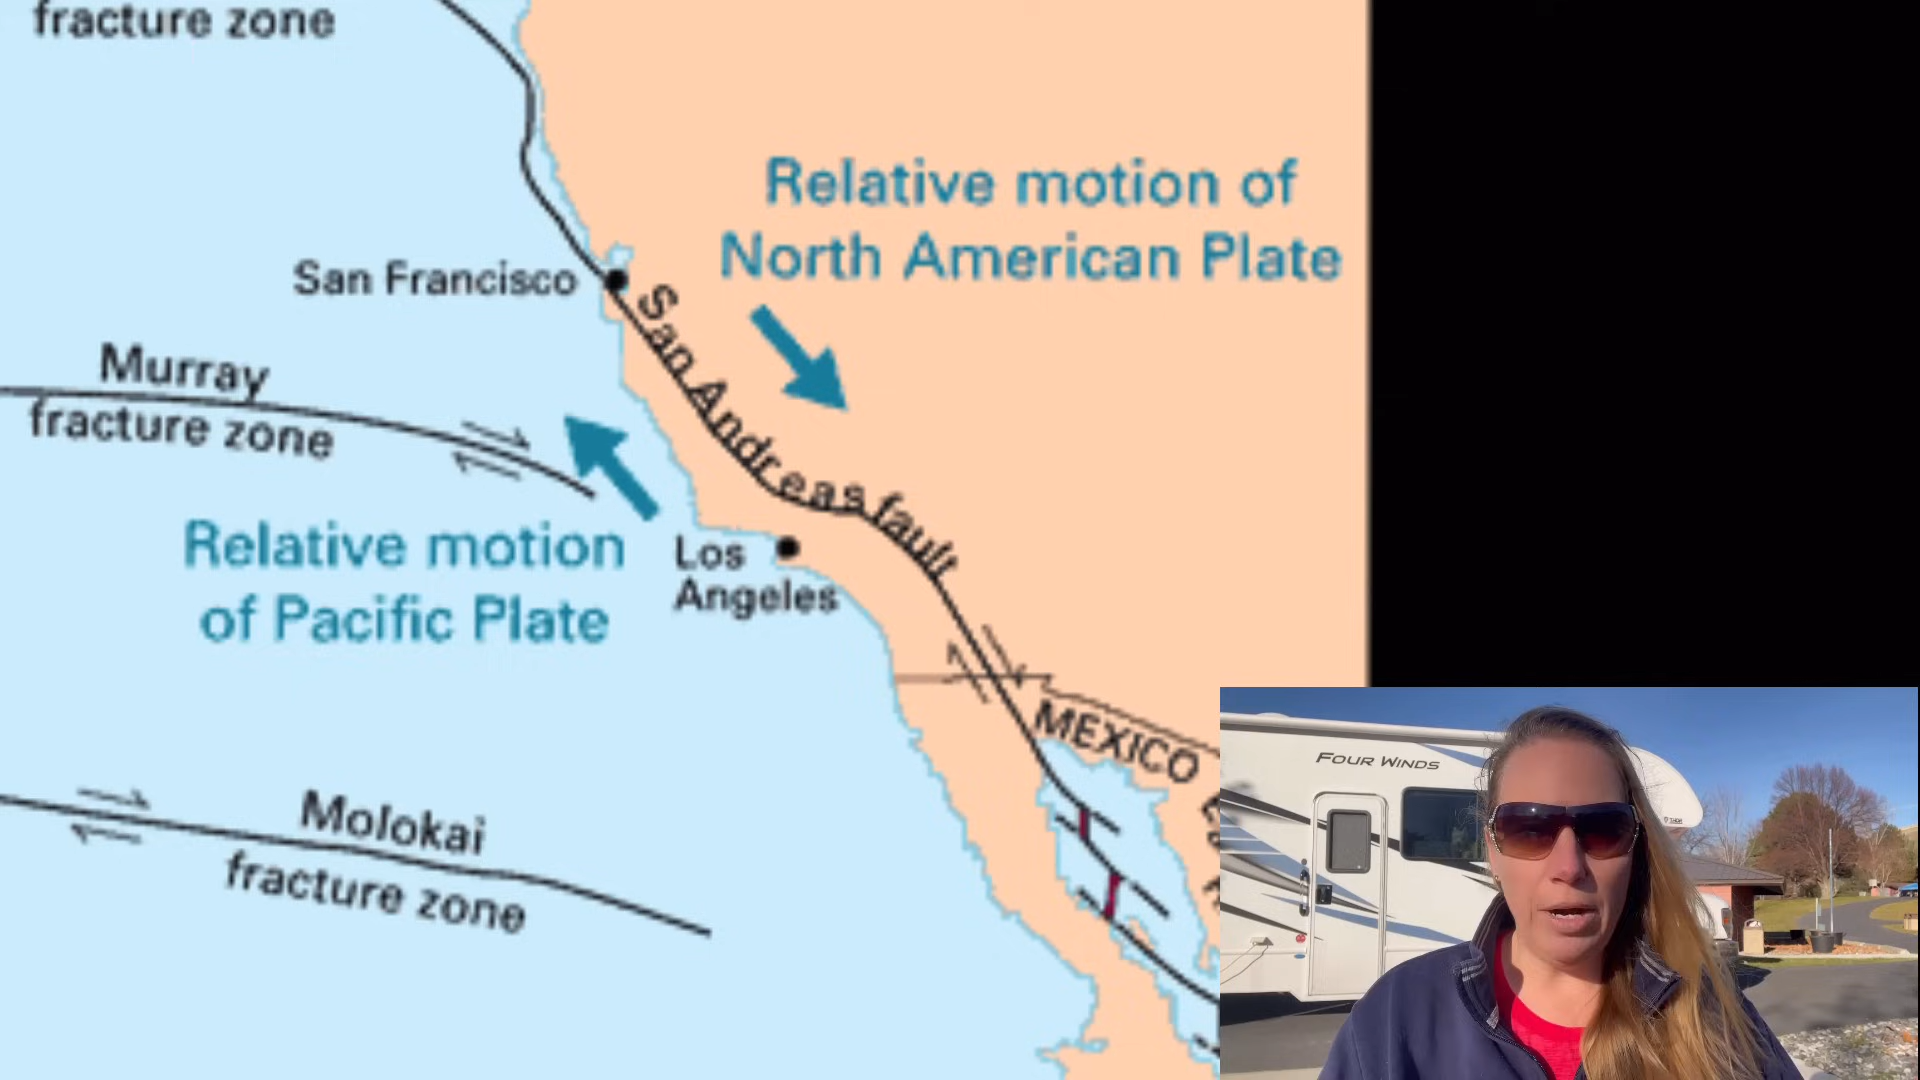 fracture zone
Relative motion of
North American Plate
San Francisco
San Andreas fault
Murray
fracture zone
Relative motion
of Pacific Plate
Los
Angeles
MEXICO
FOUR WINDS
Molokai
fracture zone